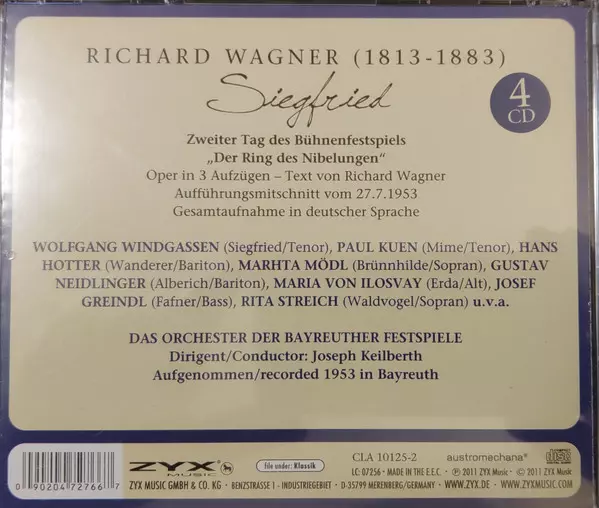 RICHARD WAGNER (1813-1883)
Siegfried
4
CD
Zweiter Tag des Bühnenfestspiels
„Der Ring des Nibelungen“
Oper in 3 Aufzügen – Text von Richard Wagner
Aufführungsmitschnitt vom 27.7.1953
Gesamtaufnahme in deutscher Sprache
WOLFGANG WINDGASSEN (Siegfried/Tenor), PAUL KUEN (Mime/Tenor), HANS
HOTTER (Wanderer/Bariton), MARHTA MÖDL (Brünnhilde/Sopran), GUSTAV
NEIDLINGER (Alberich/Bariton), MARIA VON ILOSVAY (Erda/Alt), JOSEF
GREINDL (Fafner/Bass), RITA STREICH (Waldvogel/Sopran) u.v.a.
DAS ORCHESTER DER BAYREUTHER FESTSPIELE
Dirigent/Conductor: Joseph Keilberth
Aufgenommen/recorded 1953 in Bayreuth
0 90204 72766 7
ZYX
MUSIC
file under: Klassik
CLA 10125-2
austromechana®
COMPACT disc DIGITAL AUDIO
LC: 07256 • MADE IN THE E.E.C. ℗ 2011 ZYX Music • © 2011 ZYX Music
ZYX MUSIC GMBH & CO. KG • BENZSTRASSE 1 - INDUSTRIEGEBIET • D-35799 MERENBERG/GERMANY • WWW.ZYX.DE • WWW.ZYXMUSIC.COM